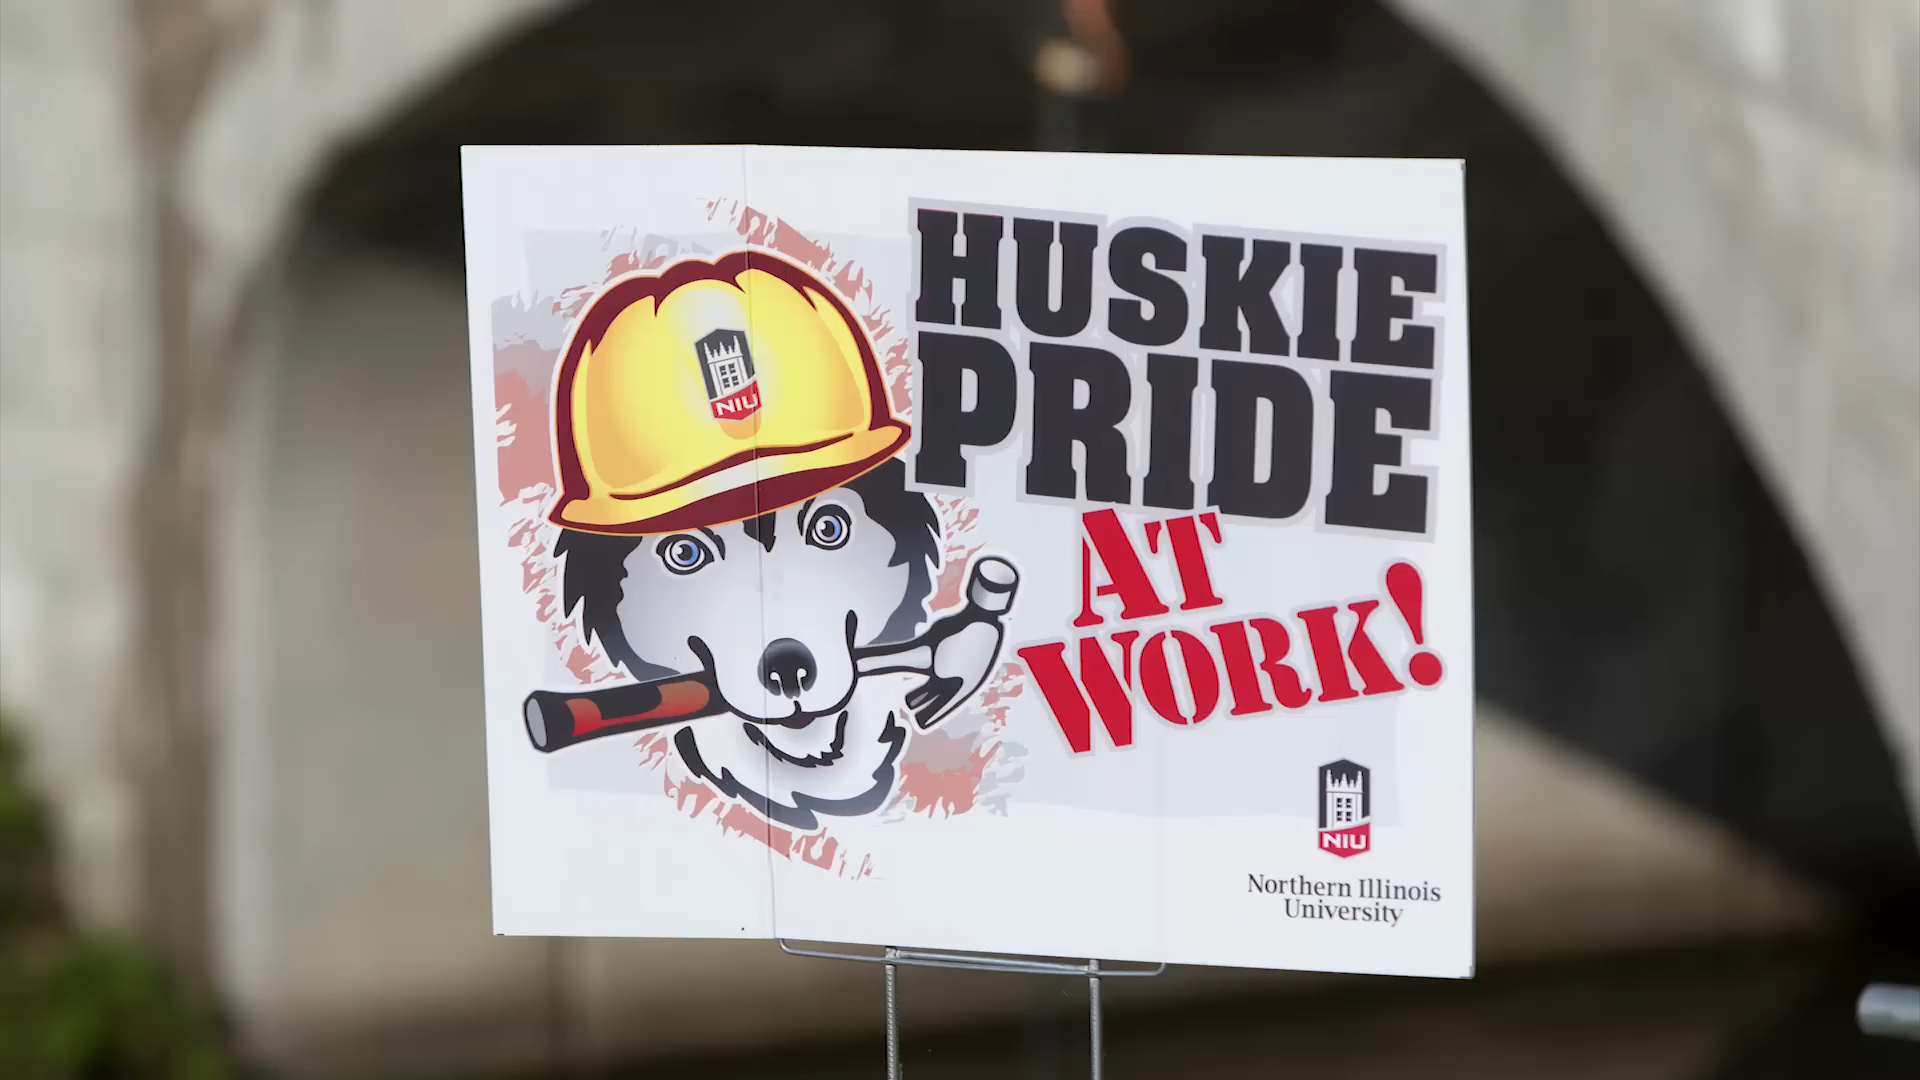 NIU
HUSKIE
PRIDE
AT
WORK!
NIU
Northern Illinois
University